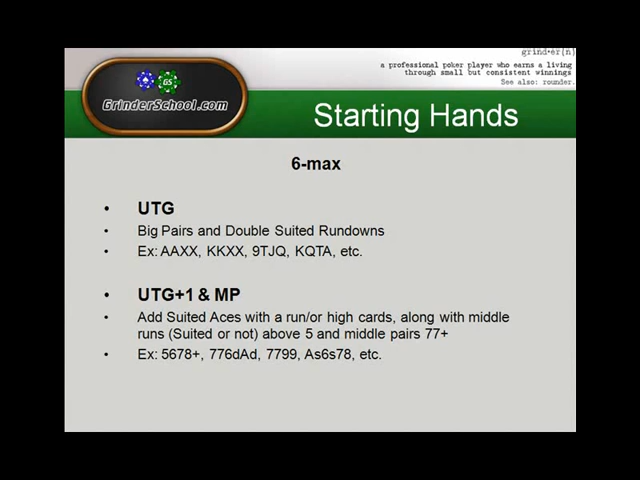 grind•er(n)
a professional poker player who earns a living
through small but consistent winnings
See also: rounder.
GS
GrinderSchool.com
Starting Hands
6-max
• UTG
• Big Pairs and Double Suited Rundowns
• Ex: AAXX, KKXX, 9TJQ, KQTA, etc.
• UTG+1 & MP
• Add Suited Aces with a run/or high cards, along with middle
runs (Suited or not) above 5 and middle pairs 77+
• Ex: 5678+, 776dAd, 7799, As6s78, etc.